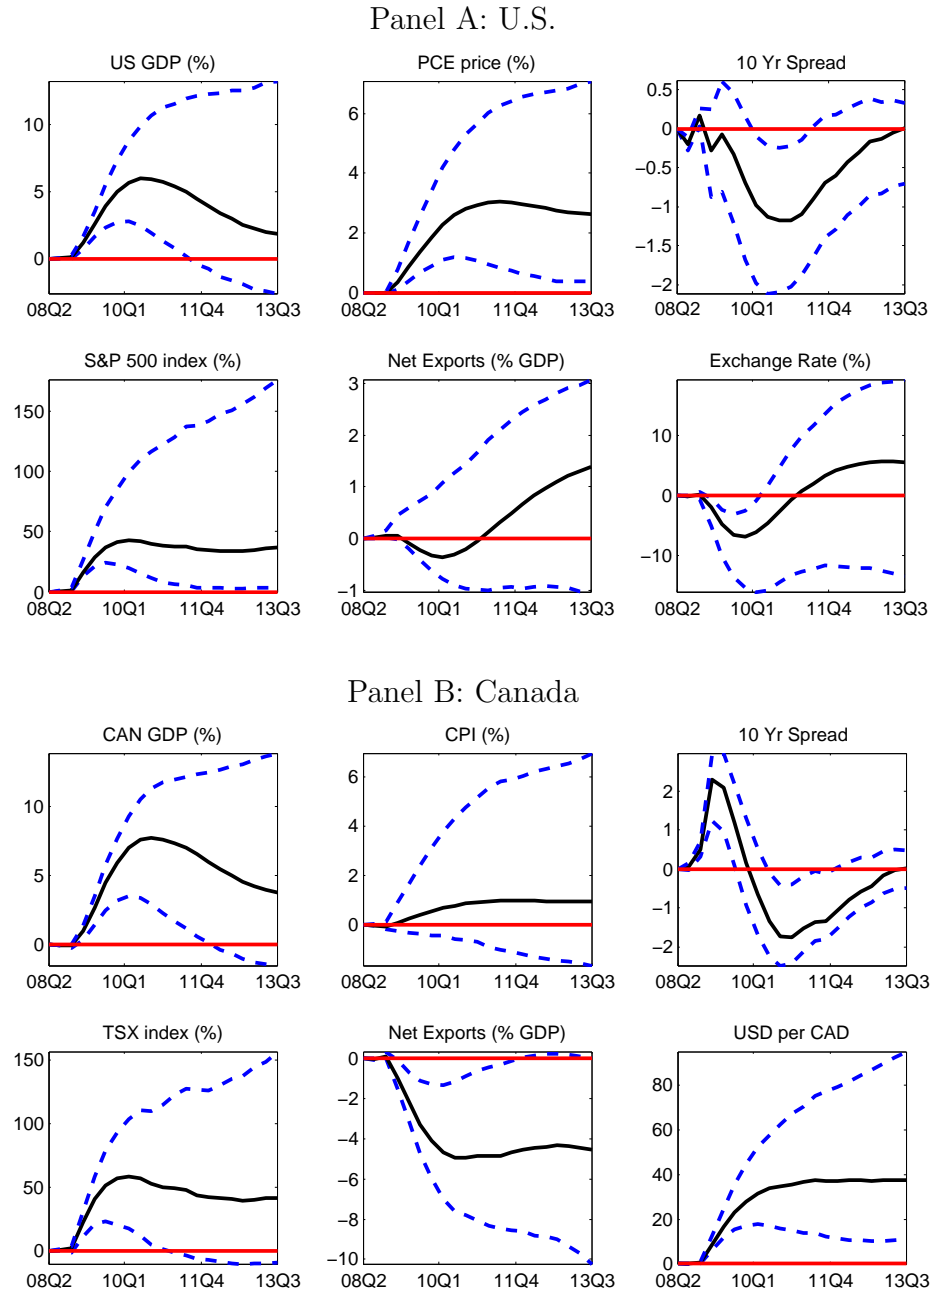 Panel A: U.S.
US GDP (%) PCE price (%) 10 Yr Spread
10 5 0 08Q2 10Q1 11Q4 13Q3
6 4 2 0 08Q2 10Q1 11Q4 13Q3
0.5 0 −0.5 −1 −1.5 −2 08Q2 10Q1 11Q4 13Q3
S&P 500 index (%) Net Exports (% GDP) Exchange Rate (%)
150 100 50 0 08Q2 10Q1 11Q4 13Q3
3 2 1 0 −1 08Q2 10Q1 11Q4 13Q3
10 0 −10 08Q2 10Q1 11Q4 13Q3
Panel B: Canada
CAN GDP (%) CPI (%) 10 Yr Spread
10 5 0 08Q2 10Q1 11Q4 13Q3
6 4 2 0 08Q2 10Q1 11Q4 13Q3
2 1 0 −1 −2 08Q2 10Q1 11Q4 13Q3
TSX index (%) Net Exports (% GDP) USD per CAD
150 100 50 0 08Q2 10Q1 11Q4 13Q3
0 −2 −4 −6 −8 −10 08Q2 10Q1 11Q4 13Q3
80 60 40 20 0 08Q2 10Q1 11Q4 13Q3